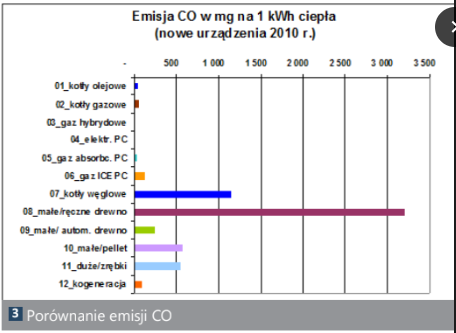 Emisja CO w mg na 1 kWh ciepła
(nowe urządzenia 2010 r.)
- 500 1 000 1 500 2 000 2 500 3 000 3 500
01_kotły olejowe
02_kotły gazowe
03_gaz hybrydowe
04_elektr. PC
05_gaz absorbc. PC
06_gaz ICE PC
07_kotły węglowe
08_małe/ręczne drewno
09_małe/ autom. drewno
10_małe/pellet
11_duże/zrębki
12_kogeneracja
3 Porównanie emisji CO